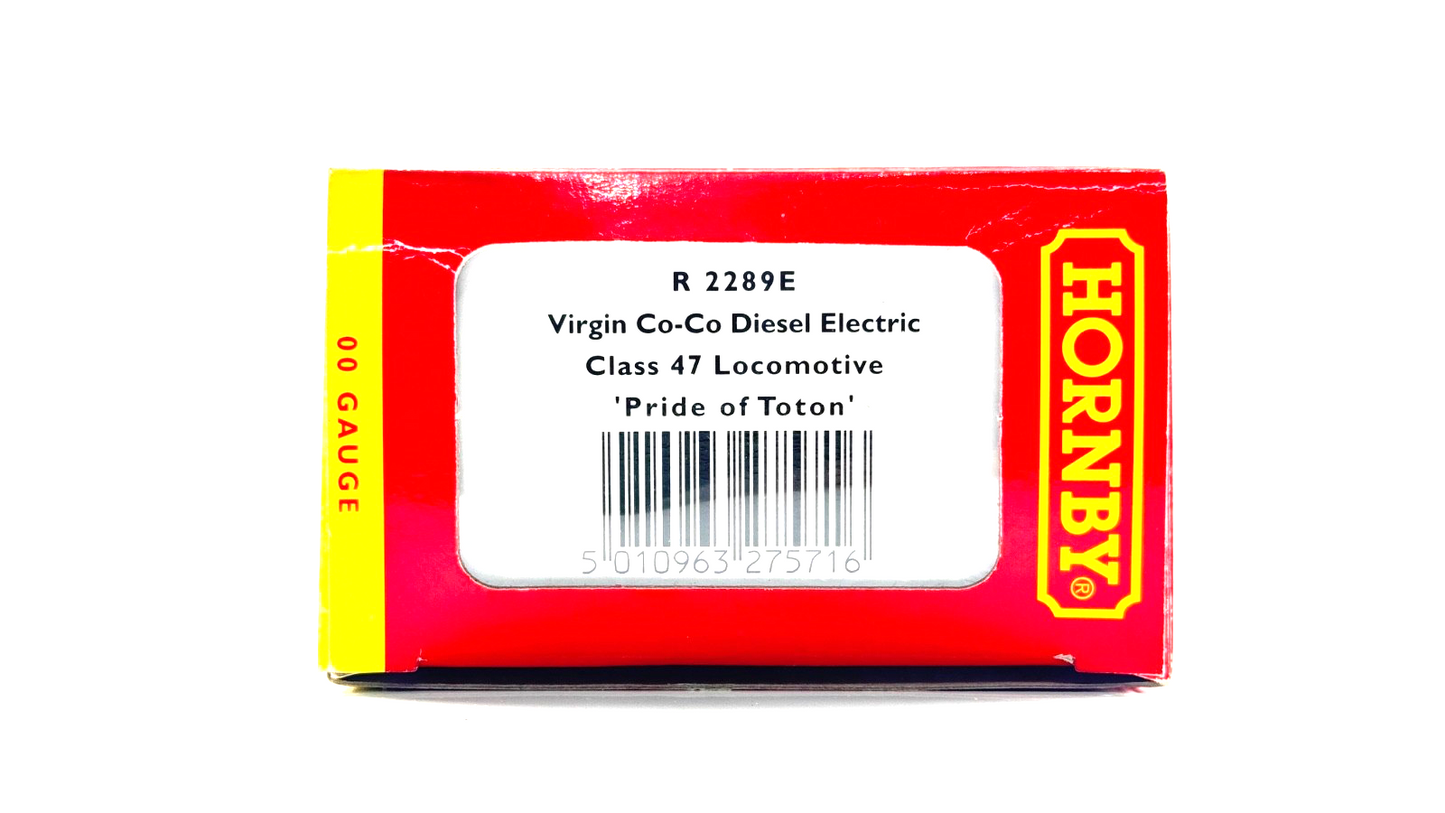 00 GAUGE
R 2289E
Virgin Co-Co Diesel Electric
Class 47 Locomotive
'Pride of Toton'
5 010963 275716
HORNBY®